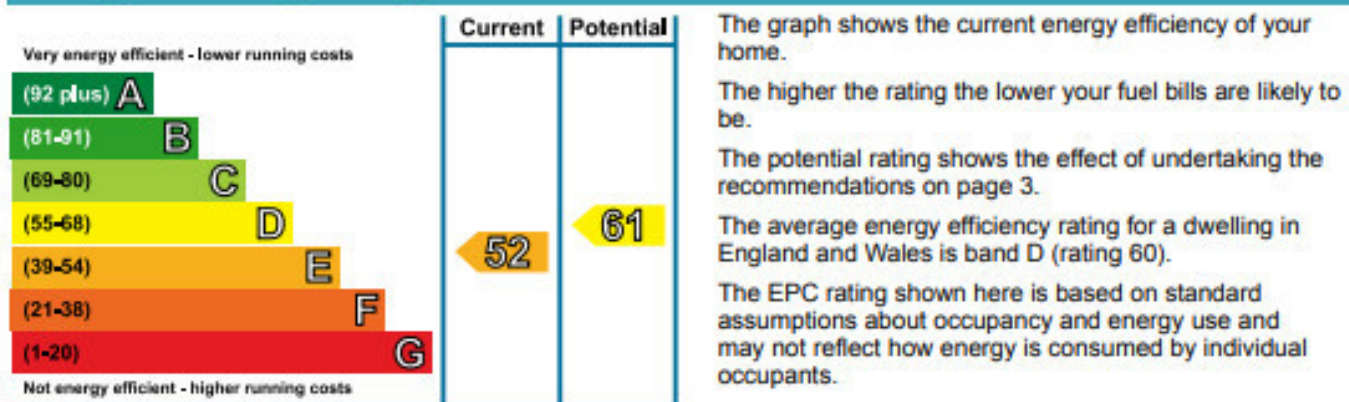 Current Potential
Very energy efficient - lower running costs
(92 plus) A
(81-91) B
(69-80) C
(55-68) D
(39-54) E
(21-38) F
(1-20) G
Not energy efficient - higher running costs
52
61
The graph shows the current energy efficiency of your
home.
The higher the rating the lower your fuel bills are likely to
be.
The potential rating shows the effect of undertaking the
recommendations on page 3.
The average energy efficiency rating for a dwelling in
England and Wales is band D (rating 60).
The EPC rating shown here is based on standard
assumptions about occupancy and energy use and
may not reflect how energy is consumed by individual
occupants.